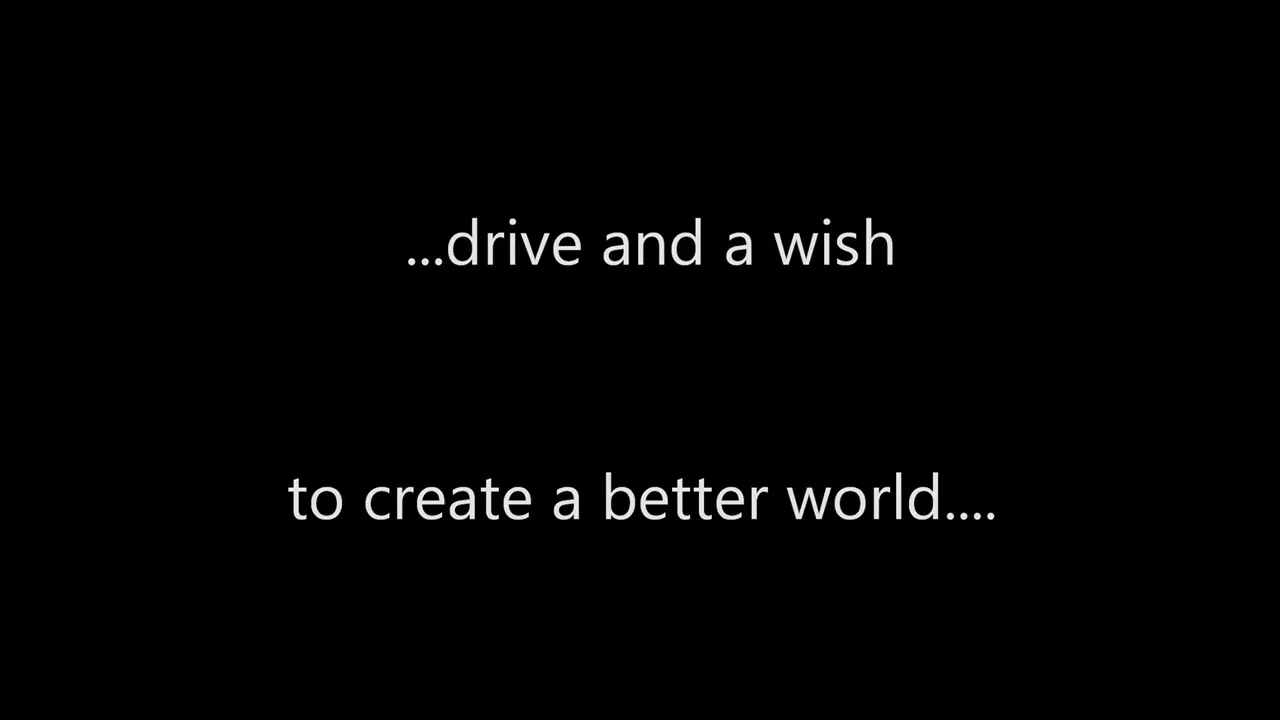 ...drive and a wish
to create a better world....